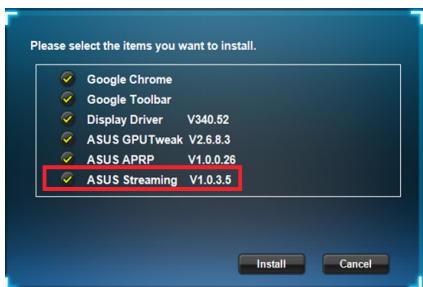 Please select the items you want to install.
Google Chrome
Google Toolbar
Display Driver V340.52
ASUS GPUTweak V2.6.8.3
ASUS APRP V1.0.0.26
ASUS Streaming V1.0.3.5
Install Cancel